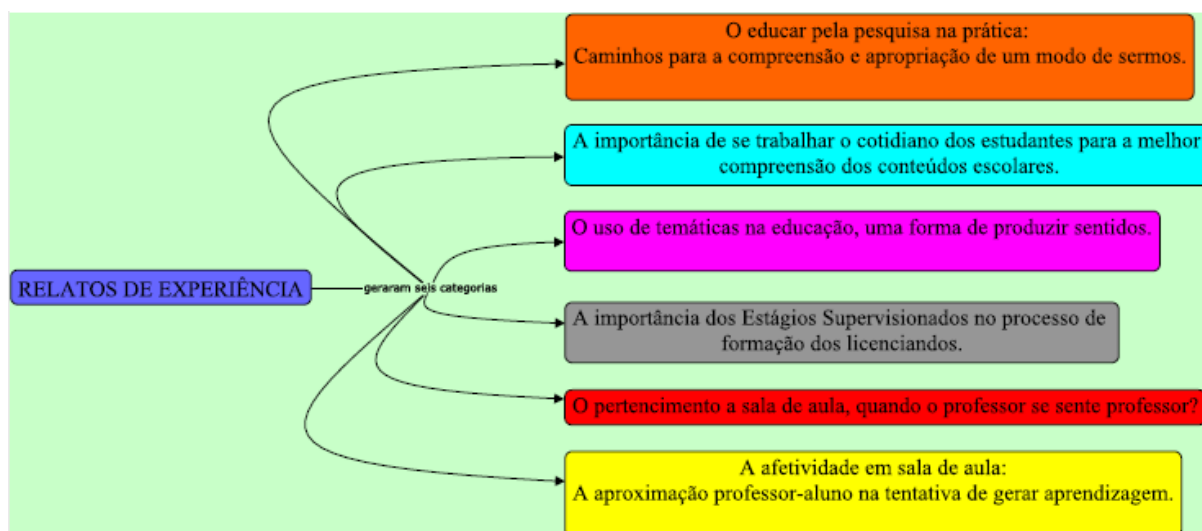 O educar pela pesquisa na prática:
Caminhos para a compreensão e apropriação de um modo de sermos.
A importância de se trabalhar o cotidiano dos estudantes para a melhor
compreensão dos conteúdos escolares.
O uso de temáticas na educação, uma forma de produzir sentidos.
RELATOS DE EXPERIÊNCIA
geraram seis categorias
A importância dos Estágios Supervisionados no processo de
formação dos licenciandos.
O pertencimento a sala de aula, quando o professor se sente professor?
A afetividade em sala de aula:
A aproximação professor-aluno na tentativa de gerar aprendizagem.